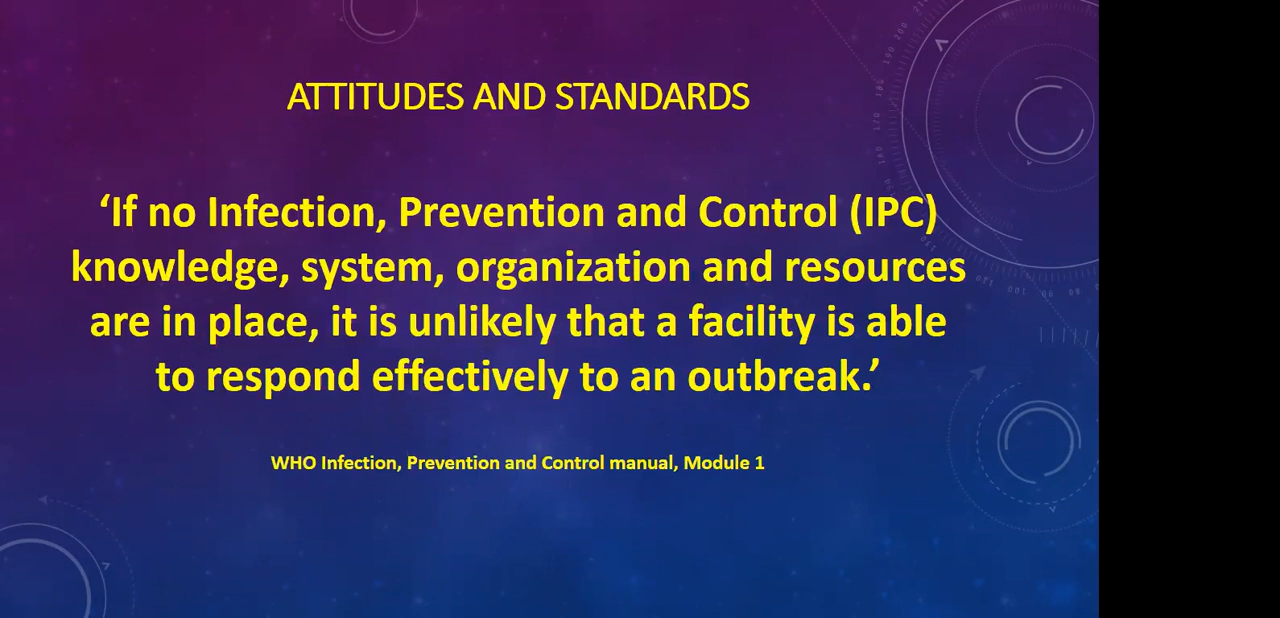 ATTITUDES AND STANDARDS
‘If no Infection, Prevention and Control (IPC)
knowledge, system, organization and resources
are in place, it is unlikely that a facility is able
to respond effectively to an outbreak.’
WHO Infection, Prevention and Control manual, Module 1